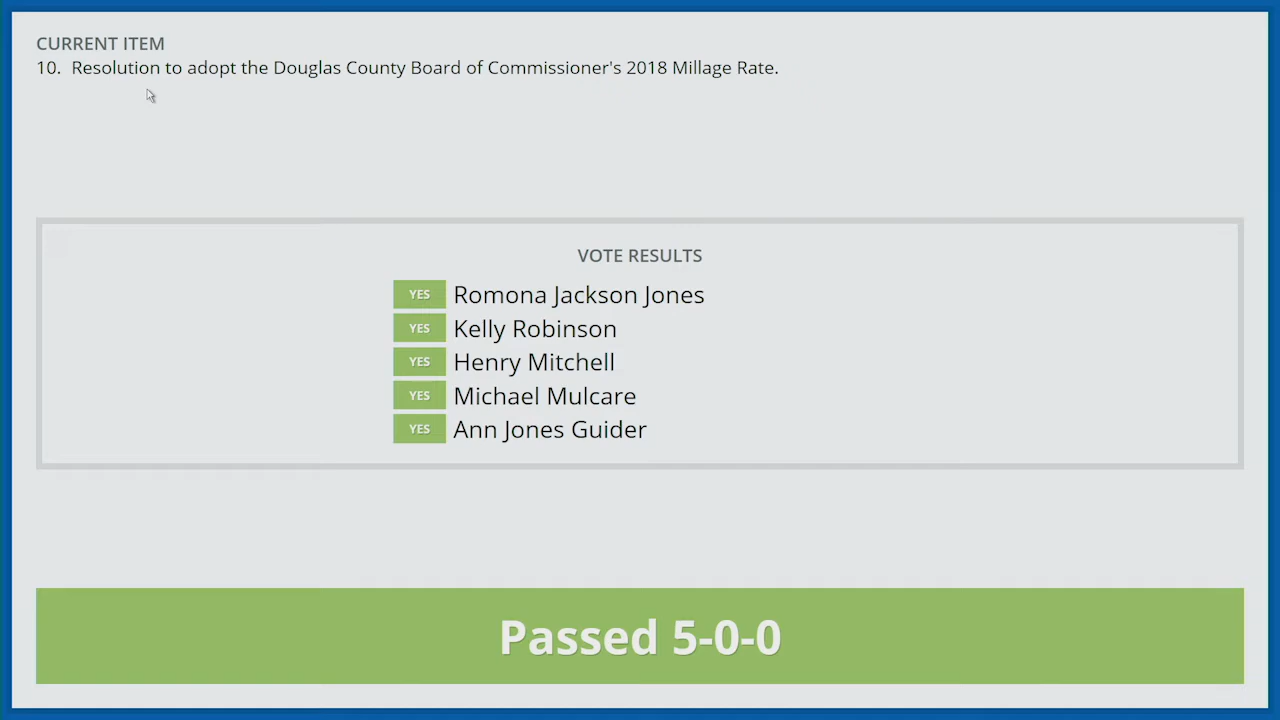 CURRENT ITEM
10. Resolution to adopt the Douglas County Board of Commissioner's 2018 Millage Rate.
VOTE RESULTS
YES Romona Jackson Jones
YES Kelly Robinson
YES Henry Mitchell
YES Michael Mulcare
YES Ann Jones Guider
Passed 5-0-0